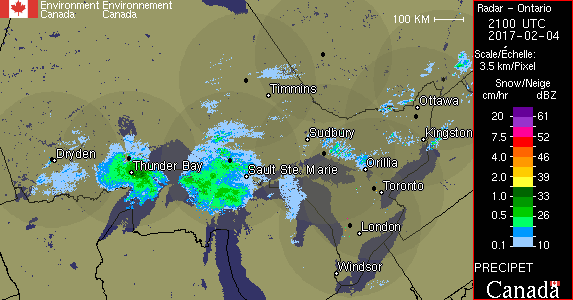 Environment Environnement
Canada Canada
100 KM
Timmins
Ottawa
Sudbury
Kingston
Dryden
Thunder Bay
Sault Ste. Marie
Orillia
Toronto
London
Windsor
Radar - Ontario
2100 UTC
2017-02-04
Scale/Échelle:
3.5 km/Pixel
Snow/Neige
cm/hr dBZ
20 61
7.5 52
4.0 46
2.0 39
1.0 33
0.5 26
0.1 10
PRECIPET
Canada